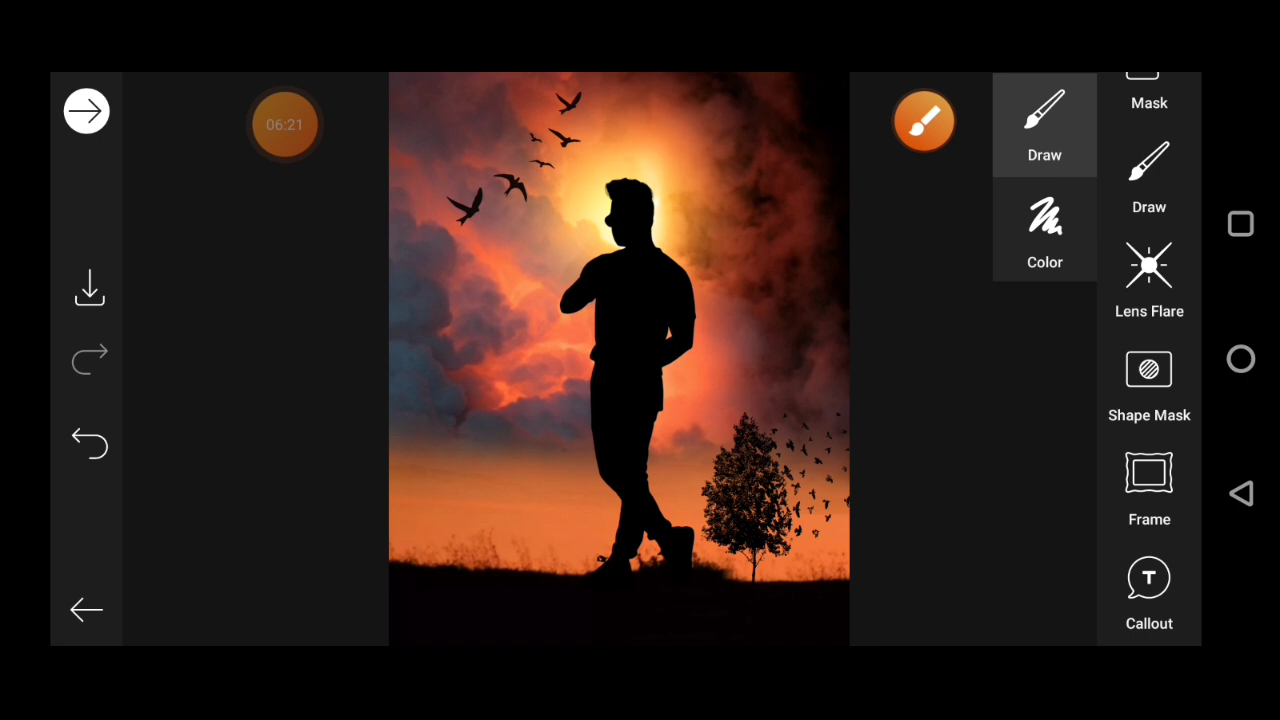 06:21
Draw
Color
Mask
Draw
Lens Flare
Shape Mask
Frame
T
Callout